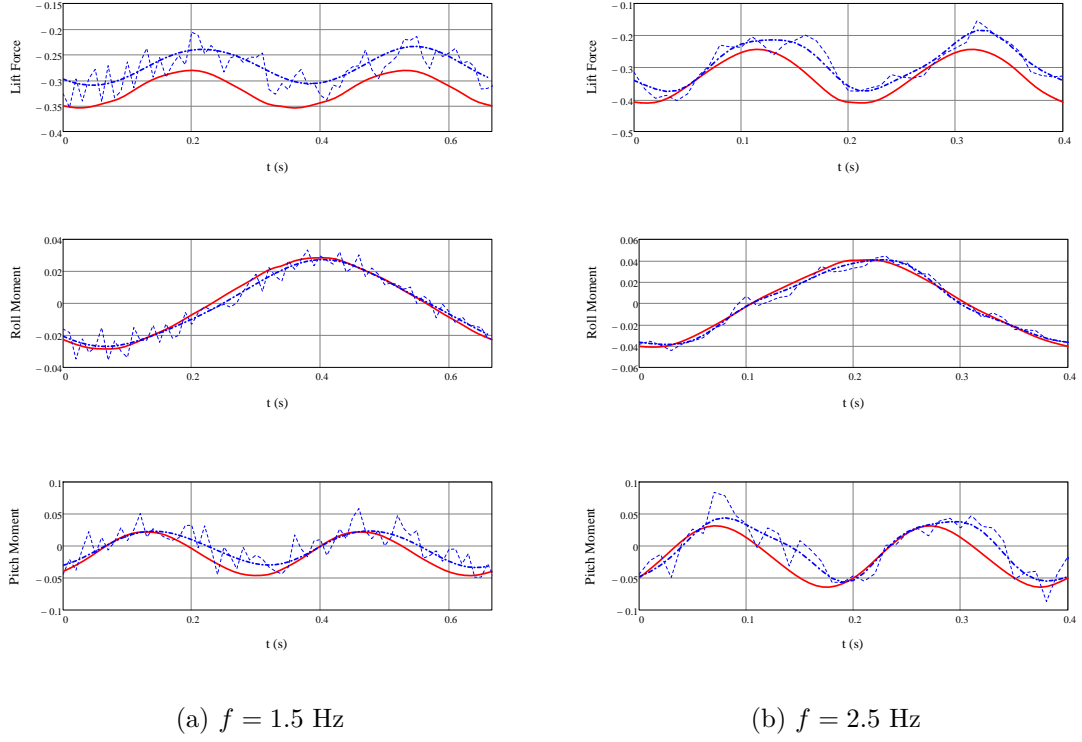 − 0.15
− 0.2
− 0.25
− 0.3
− 0.35
− 0.4
Lift Force
0 0.2 0.4 0.6
t (s)
− 0.1
− 0.2
− 0.3
− 0.4
− 0.5
Lift Force
0 0.1 0.2 0.3 0.4
t (s)
0.04
0.02
0
− 0.02
− 0.04
Roll Moment
0 0.2 0.4 0.6
t (s)
0.06
0.04
0.02
0
− 0.02
− 0.04
− 0.06
Roll Moment
0 0.1 0.2 0.3 0.4
t (s)
0.1
0.05
0
− 0.05
− 0.1
Pitch Moment
0 0.2 0.4 0.6
t (s)
0.1
0.05
0
− 0.05
− 0.1
Pitch Moment
0 0.1 0.2 0.3 0.4
t (s)
(a) f = 1.5 Hz
(b) f = 2.5 Hz